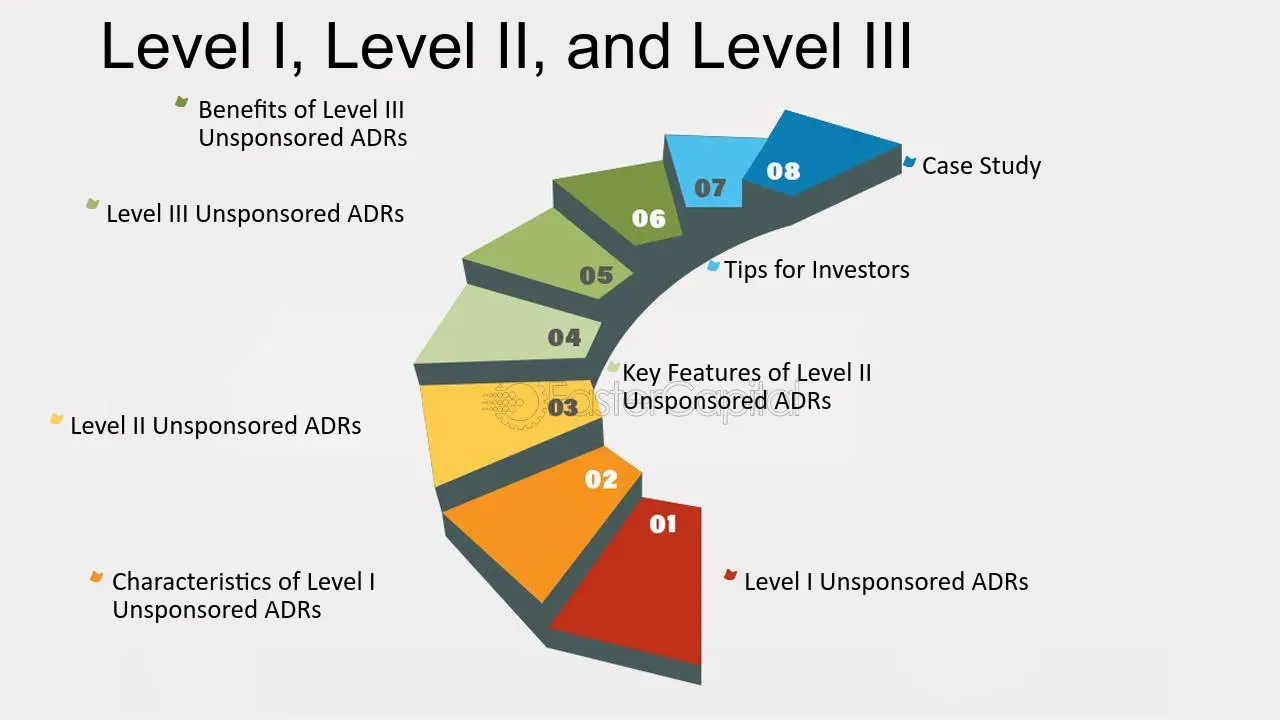 Level I, Level II, and Level III
Benefits of Level III
Unsponsored ADRs
Level III Unsponsored ADRs
Level II Unsponsored ADRs
Characteristics of Level I
Unsponsored ADRs
08
07
06
05
04
03
02
01
Case Study
Tips for Investors
Key Features of Level II
Unsponsored ADRs
FasterCapital
Level I Unsponsored ADRs